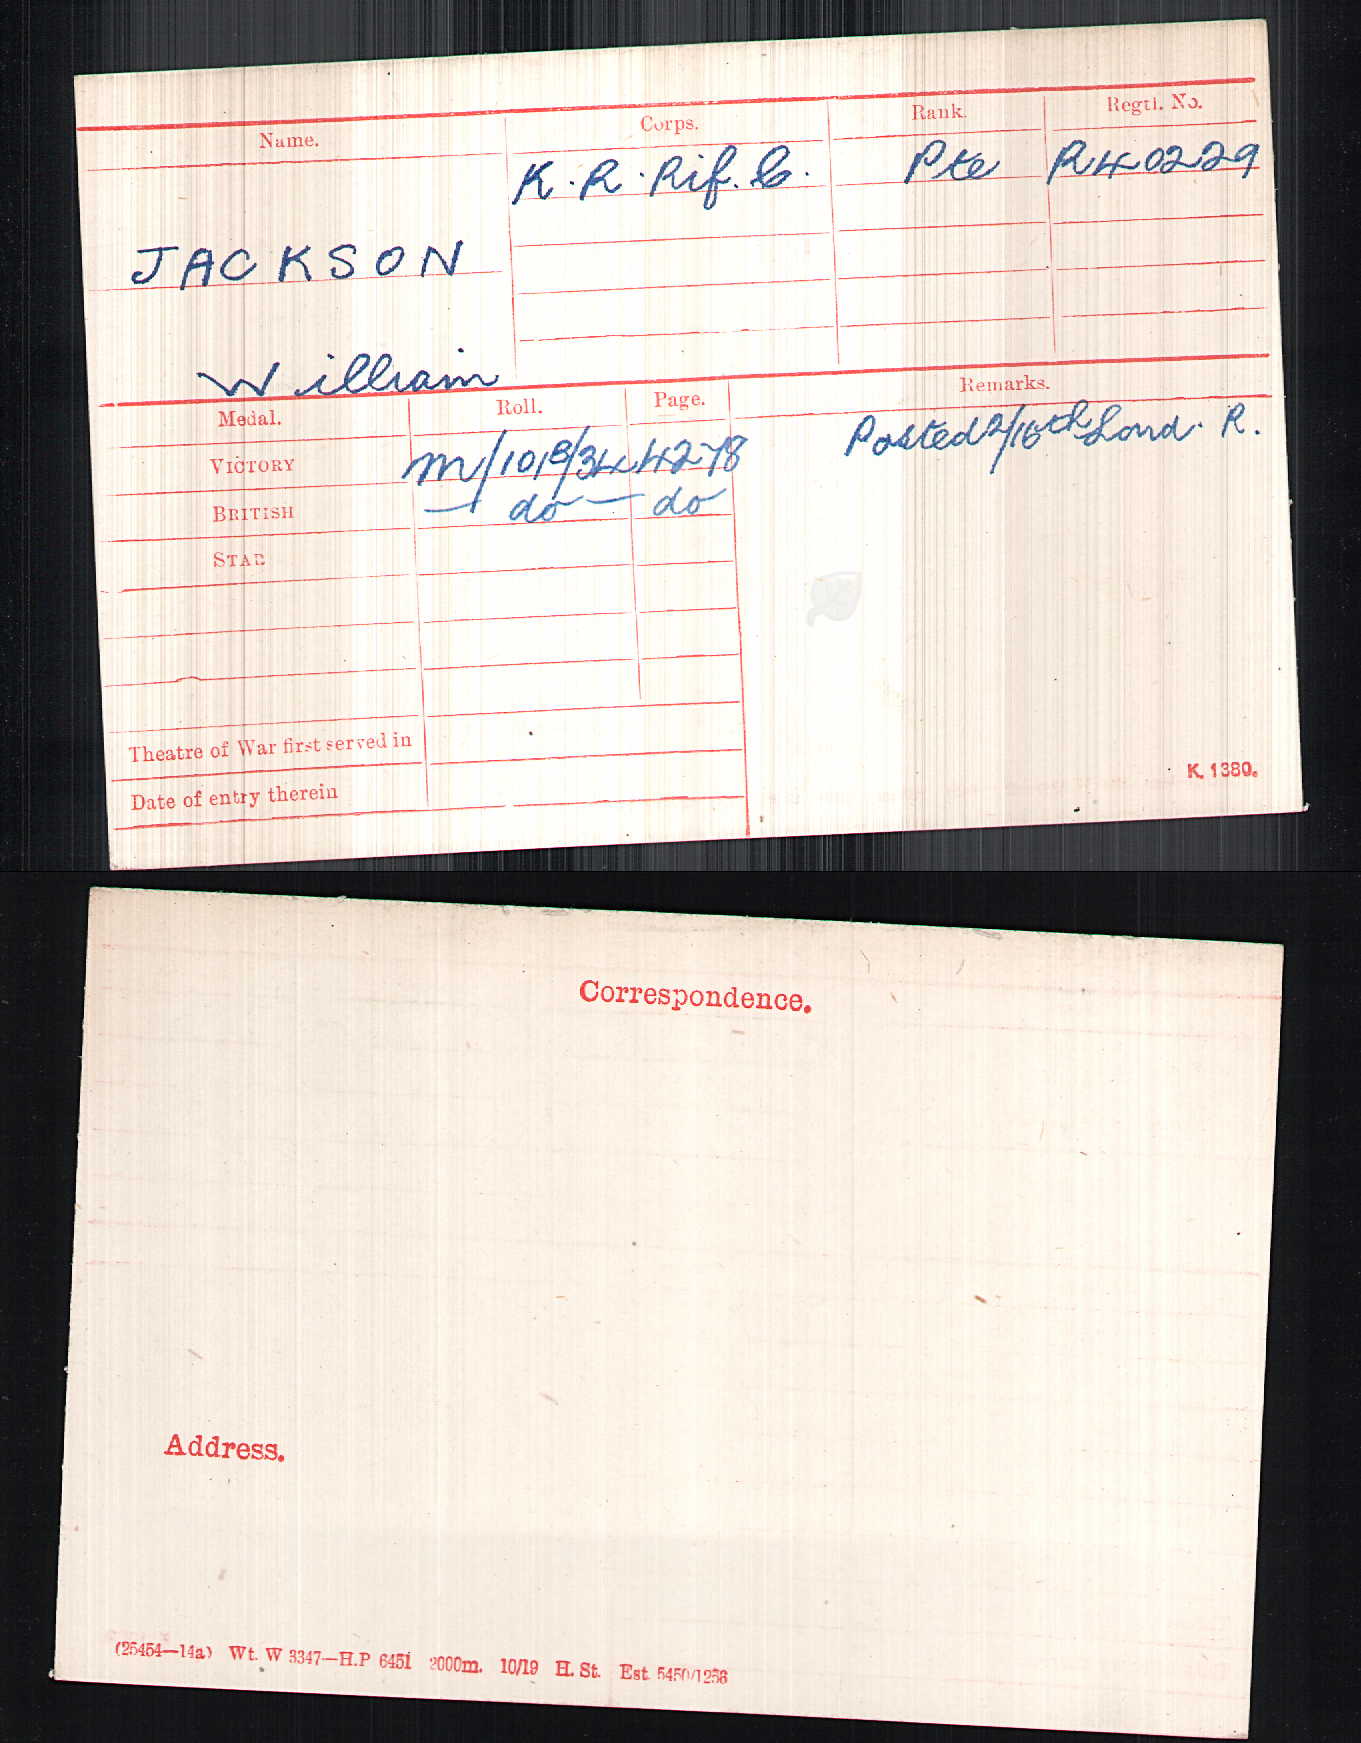 Name. Corps. Rank. Regtl. No.
K. R. Rif. C. Pte R40229
JACKSON
William
Medal. Roll. Page. Remarks.
VICTORY 4278 Posted 2/16th Lond. R.
BRITISH — do — do
STAR
Theatre of War first served in
Date of entry therein
K. 1380.
Correspondence.
Address.
(25454—14a) Wt. W 3347—H.P 6451 2000m. 10/19 H. St. Est.